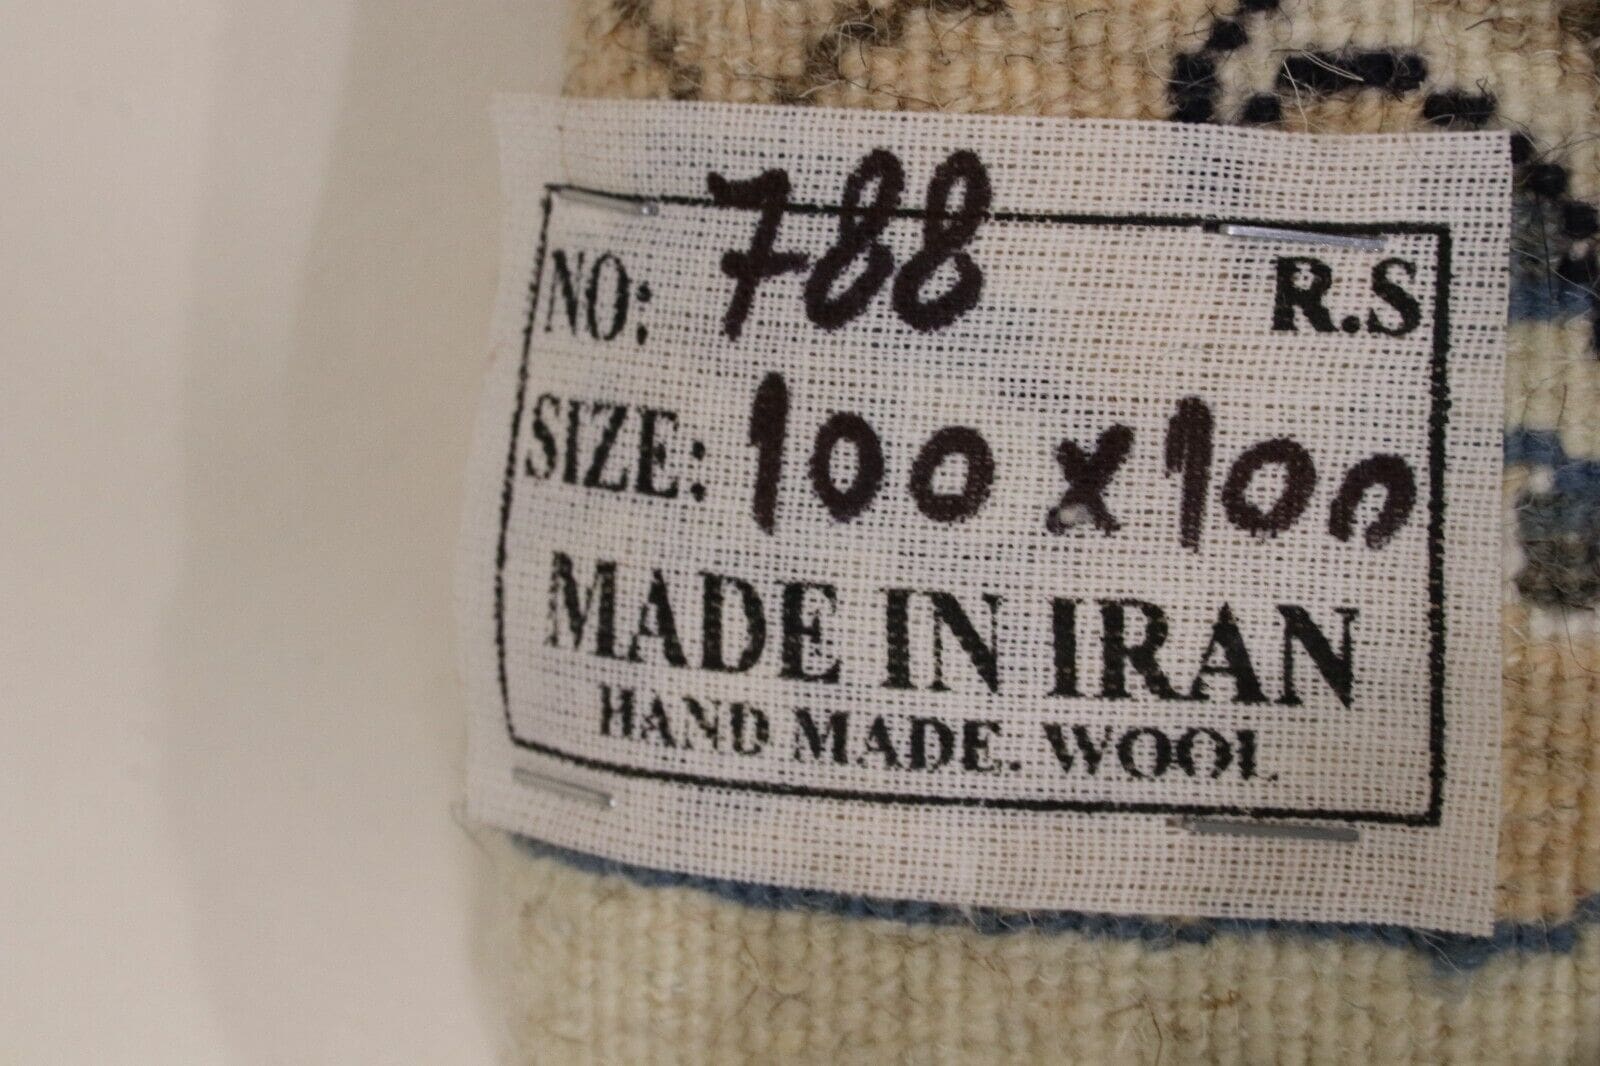 NO: 788 R.S
SIZE: 100 x 100
MADE IN IRAN
HAND MADE. WOOL